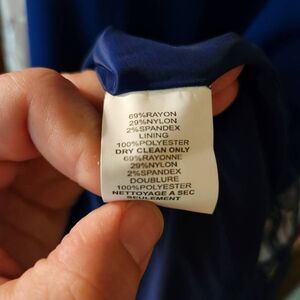 69%RAYON
29%NYLON
2%SPANDEX
LINING
100%POLYESTER
DRY CLEAN ONLY
69%RAYONNE
29%NYLON
2%SPANDEX
DOUBLURE
100%POLYESTER
NETTOYAGE A SEC
SEULEMENT